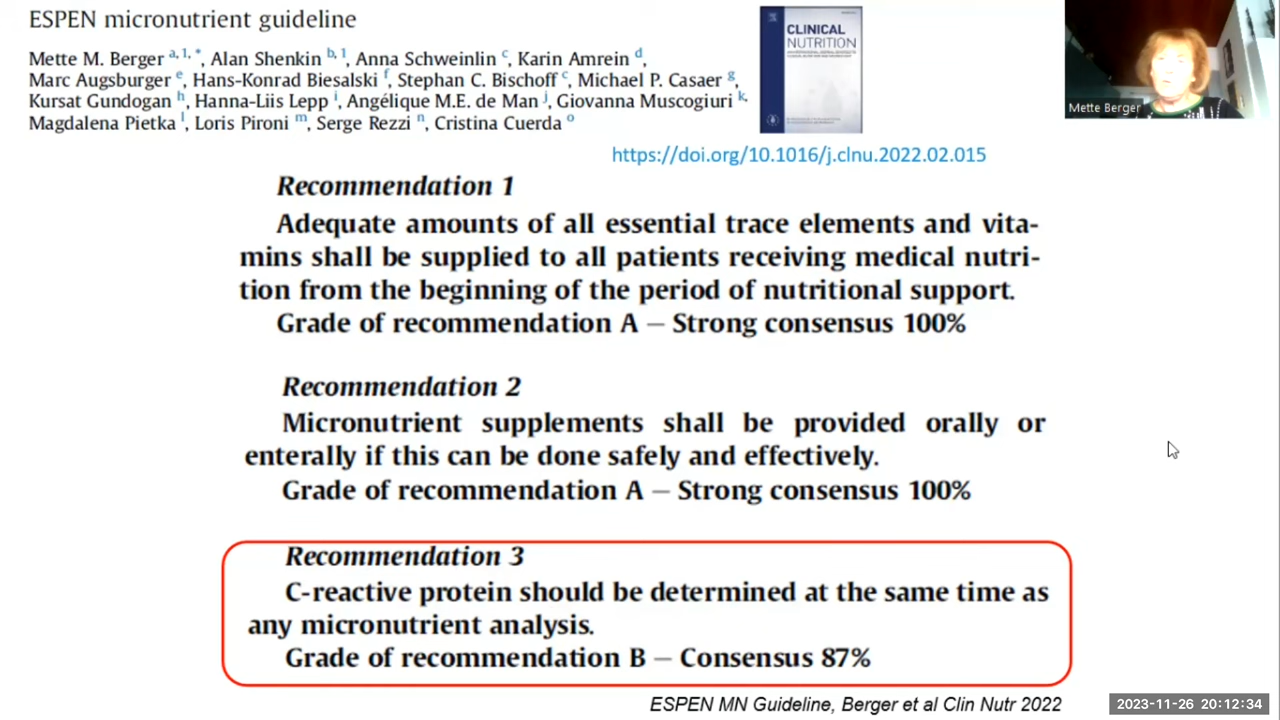 ESPEN micronutrient guideline
Mette M. Berger a, 1, *, Alan Shenkin b, 1, Anna Schweinlin c, Karin Amrein d,
Marc Augsburger e, Hans-Konrad Biesalski f, Stephan C. Bischoff c, Michael P. Casaer g,
Kursat Gundogan h, Hanna-Liis Lepp i, Angélique M.E. de Man j, Giovanna Muscogiuri k,
Magdalena Pietka l, Loris Pironi m, Serge Rezzi n, Cristina Cuerda o
CLINICAL
NUTRITION
Mette Berger
https://doi.org/10.1016/j.clnu.2022.02.015
Recommendation 1
Adequate amounts of all essential trace elements and vita-
mins shall be supplied to all patients receiving medical nutri-
tion from the beginning of the period of nutritional support.
Grade of recommendation A – Strong consensus 100%
Recommendation 2
Micronutrient supplements shall be provided orally or
enterally if this can be done safely and effectively.
Grade of recommendation A – Strong consensus 100%
Recommendation 3
C-reactive protein should be determined at the same time as
any micronutrient analysis.
Grade of recommendation B – Consensus 87%
ESPEN MN Guideline, Berger et al Clin Nutr 2022
2023-11-26 20:12:34